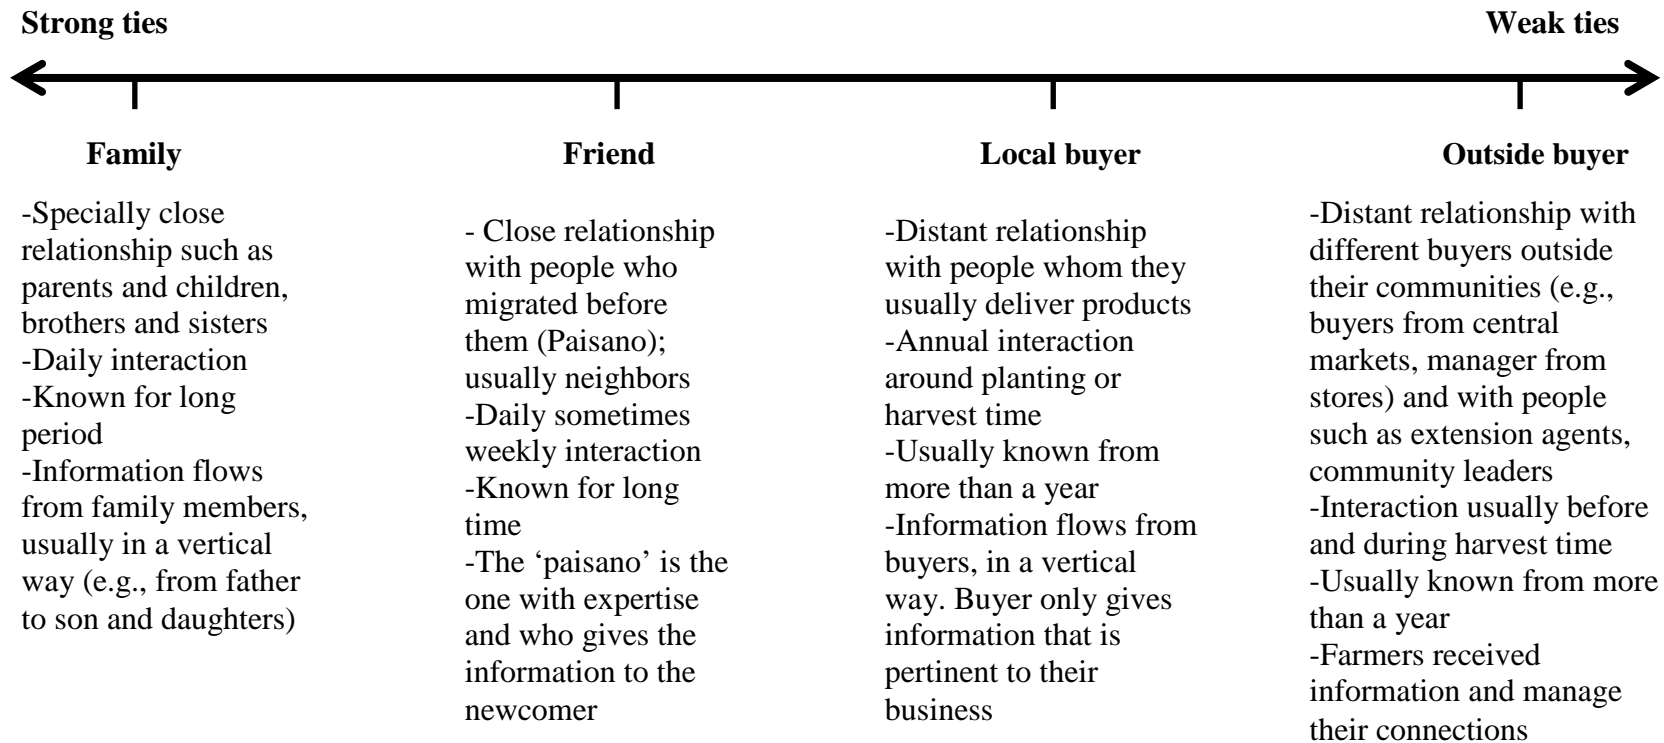 Strong ties
Weak ties
Family
Friend
Local buyer
Outside buyer
-Specially close
relationship such as
parents and children,
brothers and sisters
-Daily interaction
-Known for long
period
-Information flows
from family members,
usually in a vertical
way (e.g., from father
to son and daughters)
- Close relationship
with people who
migrated before
them (Paisano);
usually neighbors
-Daily sometimes
weekly interaction
-Known for long
time
-The ‘paisano’ is the
one with expertise
and who gives the
information to the
newcomer
-Distant relationship
with people whom they
usually deliver products
-Annual interaction
around planting or
harvest time
-Usually known from
more than a year
-Information flows from
buyers, in a vertical
way. Buyer only gives
information that is
pertinent to their
business
-Distant relationship with
different buyers outside
their communities (e.g.,
buyers from central
markets, manager from
stores) and with people
such as extension agents,
community leaders
-Interaction usually before
and during harvest time
-Usually known from more
than a year
-Farmers received
information and manage
their connections